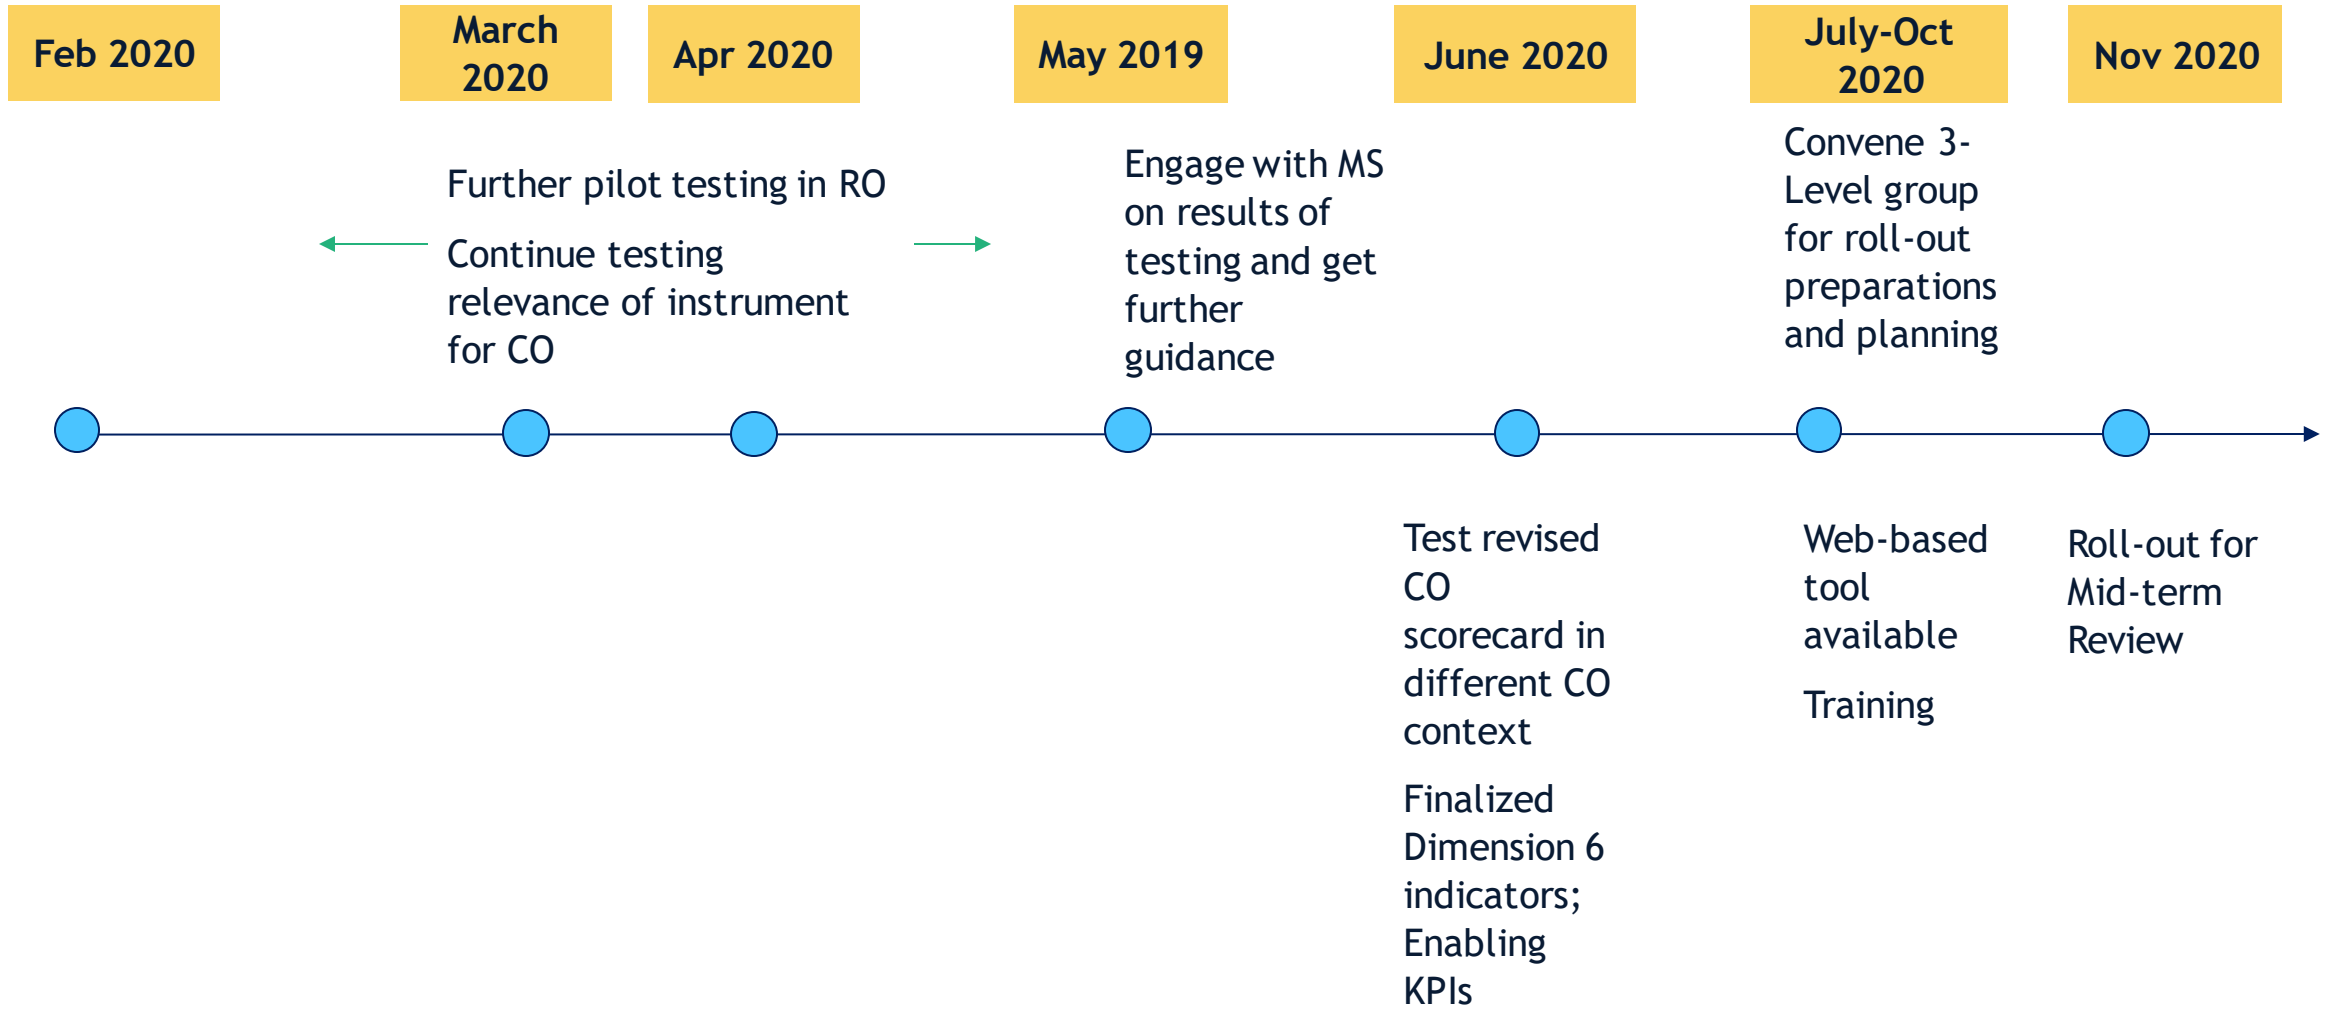 Feb 2020
March
2020
Apr 2020
May 2019
June 2020
July-Oct
2020
Nov 2020
Further pilot testing in RO
Continue testing
relevance of instrument
for CO
Engage with MS
on results of
testing and get
further
guidance
Convene 3-
Level group
for roll-out
preparations
and planning
Test revised
CO
scorecard in
different CO
context
Finalized
Dimension 6
indicators;
Enabling
KPIs
Web-based
tool
available
Training
Roll-out for
Mid-term
Review